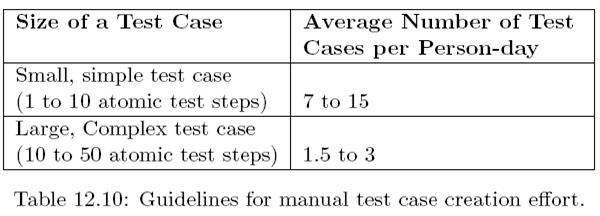 Size of a Test Case
Average Number of Test
Cases per Person-day
Small, simple test case
(1 to 10 atomic test steps)
7 to 15
Large, Complex test case
(10 to 50 atomic test steps)
1.5 to 3
Table 12.10: Guidelines for manual test case creation effort.